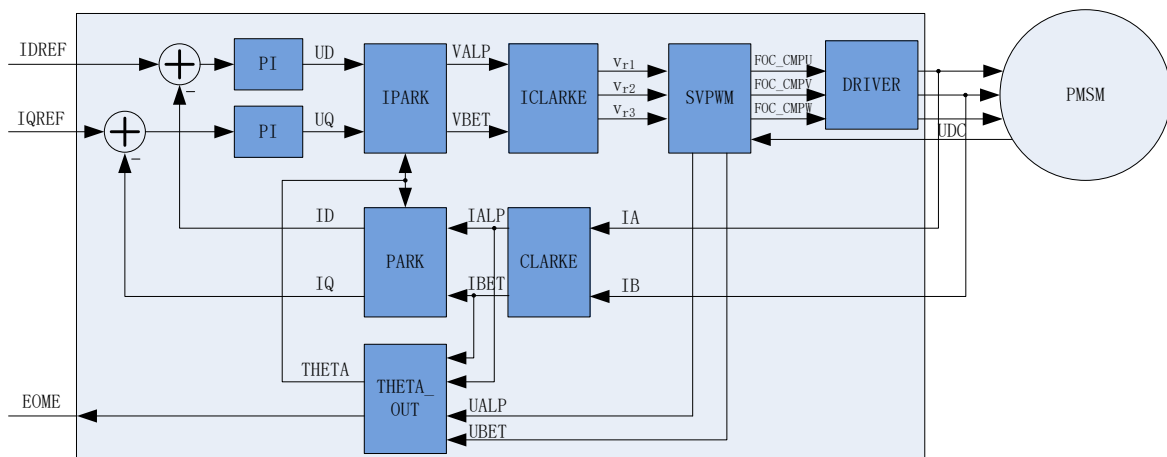 IDREF
PI
UD
IPARK
VALP
ICLARKE
Vr1
Vr2
Vr3
SVPWM
FOC_CMPU
FOC_CMPV
FOC_CMPW
DRIVER
PMSM
IQREF
PI
UQ
VBET
UDC
ID
PARK
IALP
CLARKE
IA
IQ
IBET
IB
THETA
THETA_
OUT
EOME
UALP
UBET